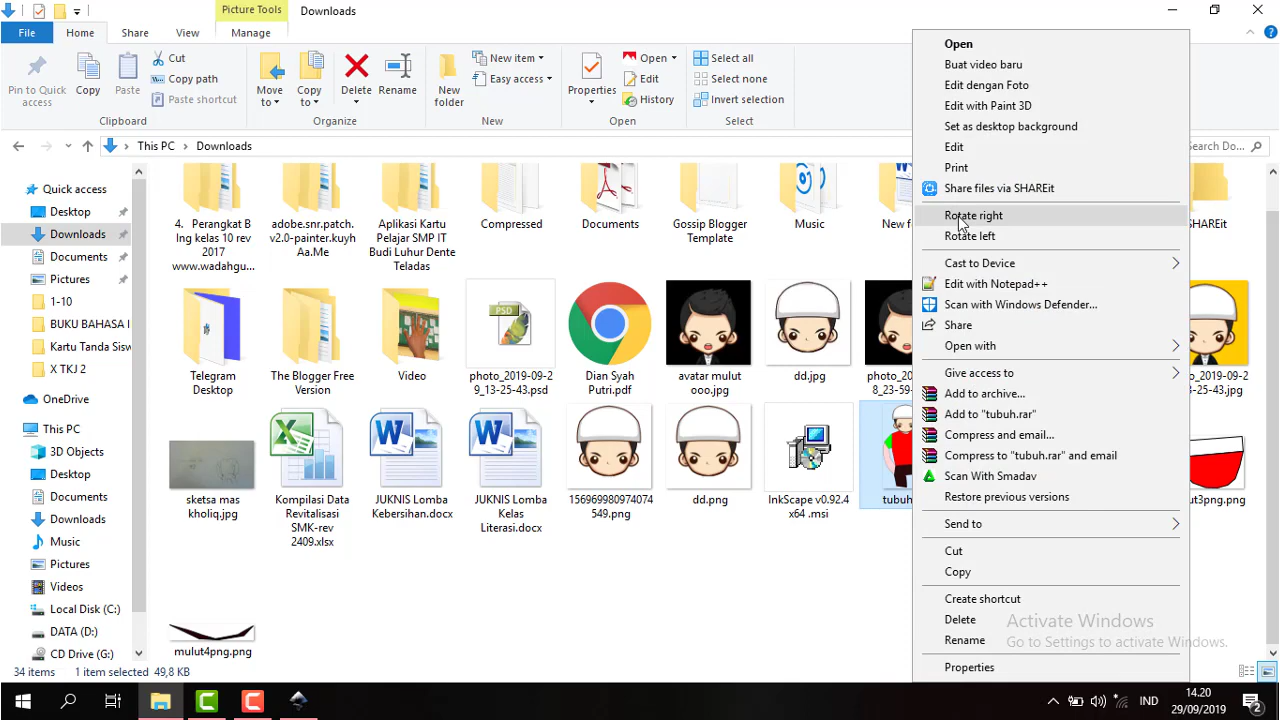 Picture Tools
Downloads
File
Home
Share
View
Manage
Pin to Quick
access
Copy
Paste
Cut
Copy path
Paste shortcut
Clipboard
Move
to
Copy
to
Delete
Rename
Organize
New
folder
New item
Easy access
New
Properties
Open
Edit
History
Open
Select all
Select none
Invert selection
Select
This PC
Downloads
Search Do...
Quick access
Desktop
Downloads
Documents
Pictures
1-10
BUKU BAHASA I
Kartu Tanda Sisw
X TKJ 2
OneDrive
This PC
3D Objects
Desktop
Documents
Downloads
Music
Pictures
Videos
Local Disk (C:)
DATA (D:)
CD Drive (G:)
4. Perangkat B
Ing kelas 10 rev
2017
www.wadahgu...
adobe.snr.patch.
v2.0-painter.kuyh
Aa.Me
Aplikasi Kartu
Pelajar SMP IT
Budi Luhur Dente
Teladas
Compressed
Documents
Gossip Blogger
Template
Music
New f
SHAREit
Telegram
Desktop
The Blogger Free
Version
Video
PSD
photo_2019-09-2
9_13-25-43.psd
Dian Syah
Putri.pdf
avatar mulut
ooo.jpg
dd.jpg
photo_20
8_23-59
19-09-2
-25-43.jpg
sketsa mas
kholiq.jpg
Kompilasi Data
Revitalisasi
SMK-rev
2409.xlsx
JUKNIS Lomba
Kebersihan.docx
JUKNIS Lomba
Kelas
Literasi.docx
156969980974074
549.png
dd.png
InkScape v0.92.4
x64 .msi
tubuh
ut3png.png
mulut4png.png
Open
Buat video baru
Edit dengan Foto
Edit with Paint 3D
Set as desktop background
Edit
Print
Share files via SHAREit
Rotate right
Rotate left
Cast to Device
Edit with Notepad++
Scan with Windows Defender...
Share
Open with
Give access to
Add to archive...
Add to "tubuh.rar"
Compress and email...
Compress to "tubuh.rar" and email
Scan With Smadav
Restore previous versions
Send to
Cut
Copy
Create shortcut
Delete
Rename
Properties
Activate Windows
Go to Settings to activate Windows.
34 items
1 item selected 49,8 KB
IND
14.20
29/09/2019
2